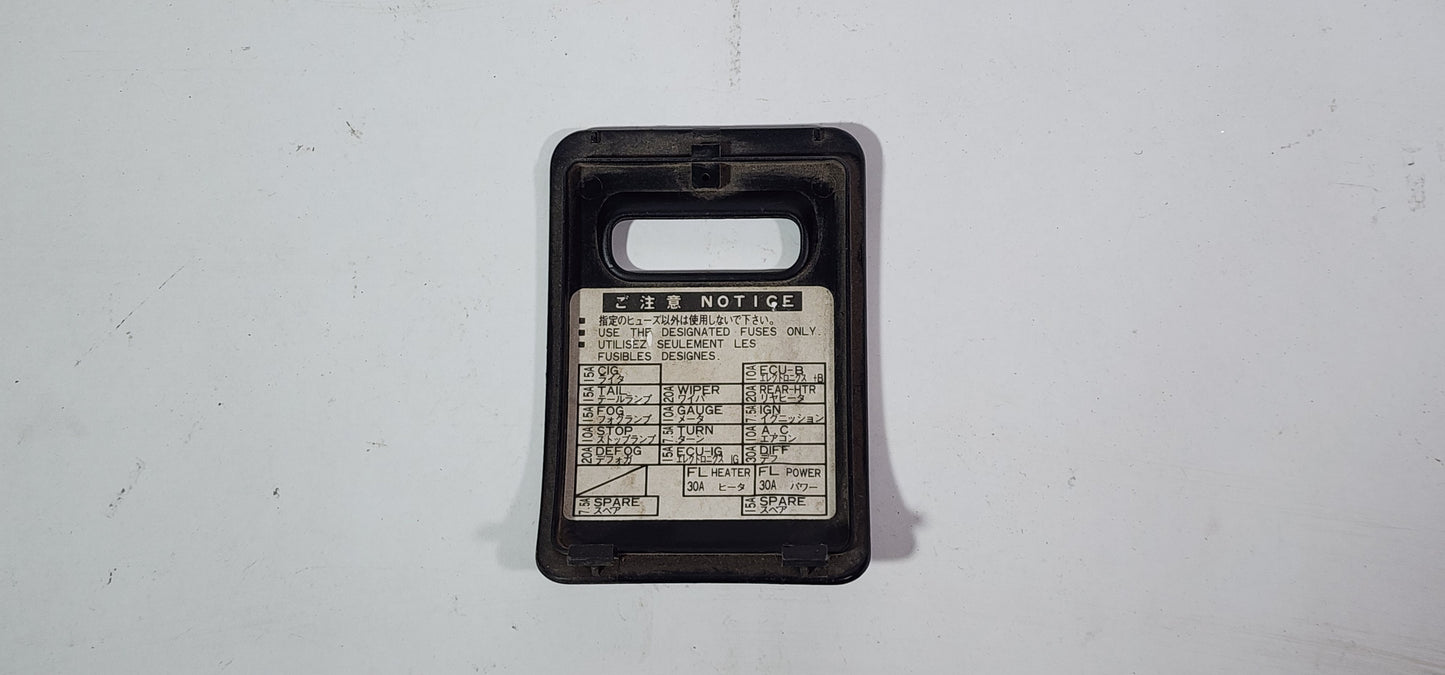 ご注意 NOTICE
指定のヒューズ以外は使用しないで下さい。
USE THE DESIGNATED FUSES ONLY.
UTILISEZ SEULEMENT LES
FUSIBLES DESIGNES.
15A CIG ライタ
10A ECU-B エレクトロニクス +B
15A TAIL テールランプ
20A WIPER ワイパ
20A REAR-HTR リヤヒータ
15A FOG フォグランプ
10A GAUGE メータ
7.5A IGN イグニッション
10A STOP ストップランプ
7.5A TURN ターン
10A A.C エアコン
20A DEFOG デフォガ
15A ECU-IG エレクトロニクス IG
30A DIFF デフ
FL HEATER 30A ヒータ
FL POWER 30A パワー
7.5A SPARE スペア
15A SPARE スペア